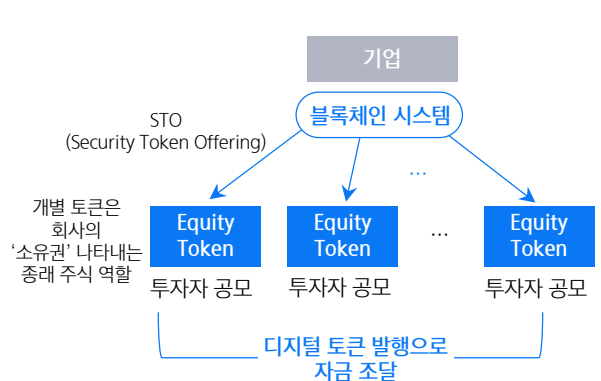 기업
블록체인 시스템
STO
(Security Token Offering)
...
개별 토큰은
회사의
‘소유권’ 나타내는
종래 주식 역할
Equity
Token
Equity
Token
...
Equity
Token
투자자 공모
투자자 공모
투자자 공모
디지털 토큰 발행으로
자금 조달